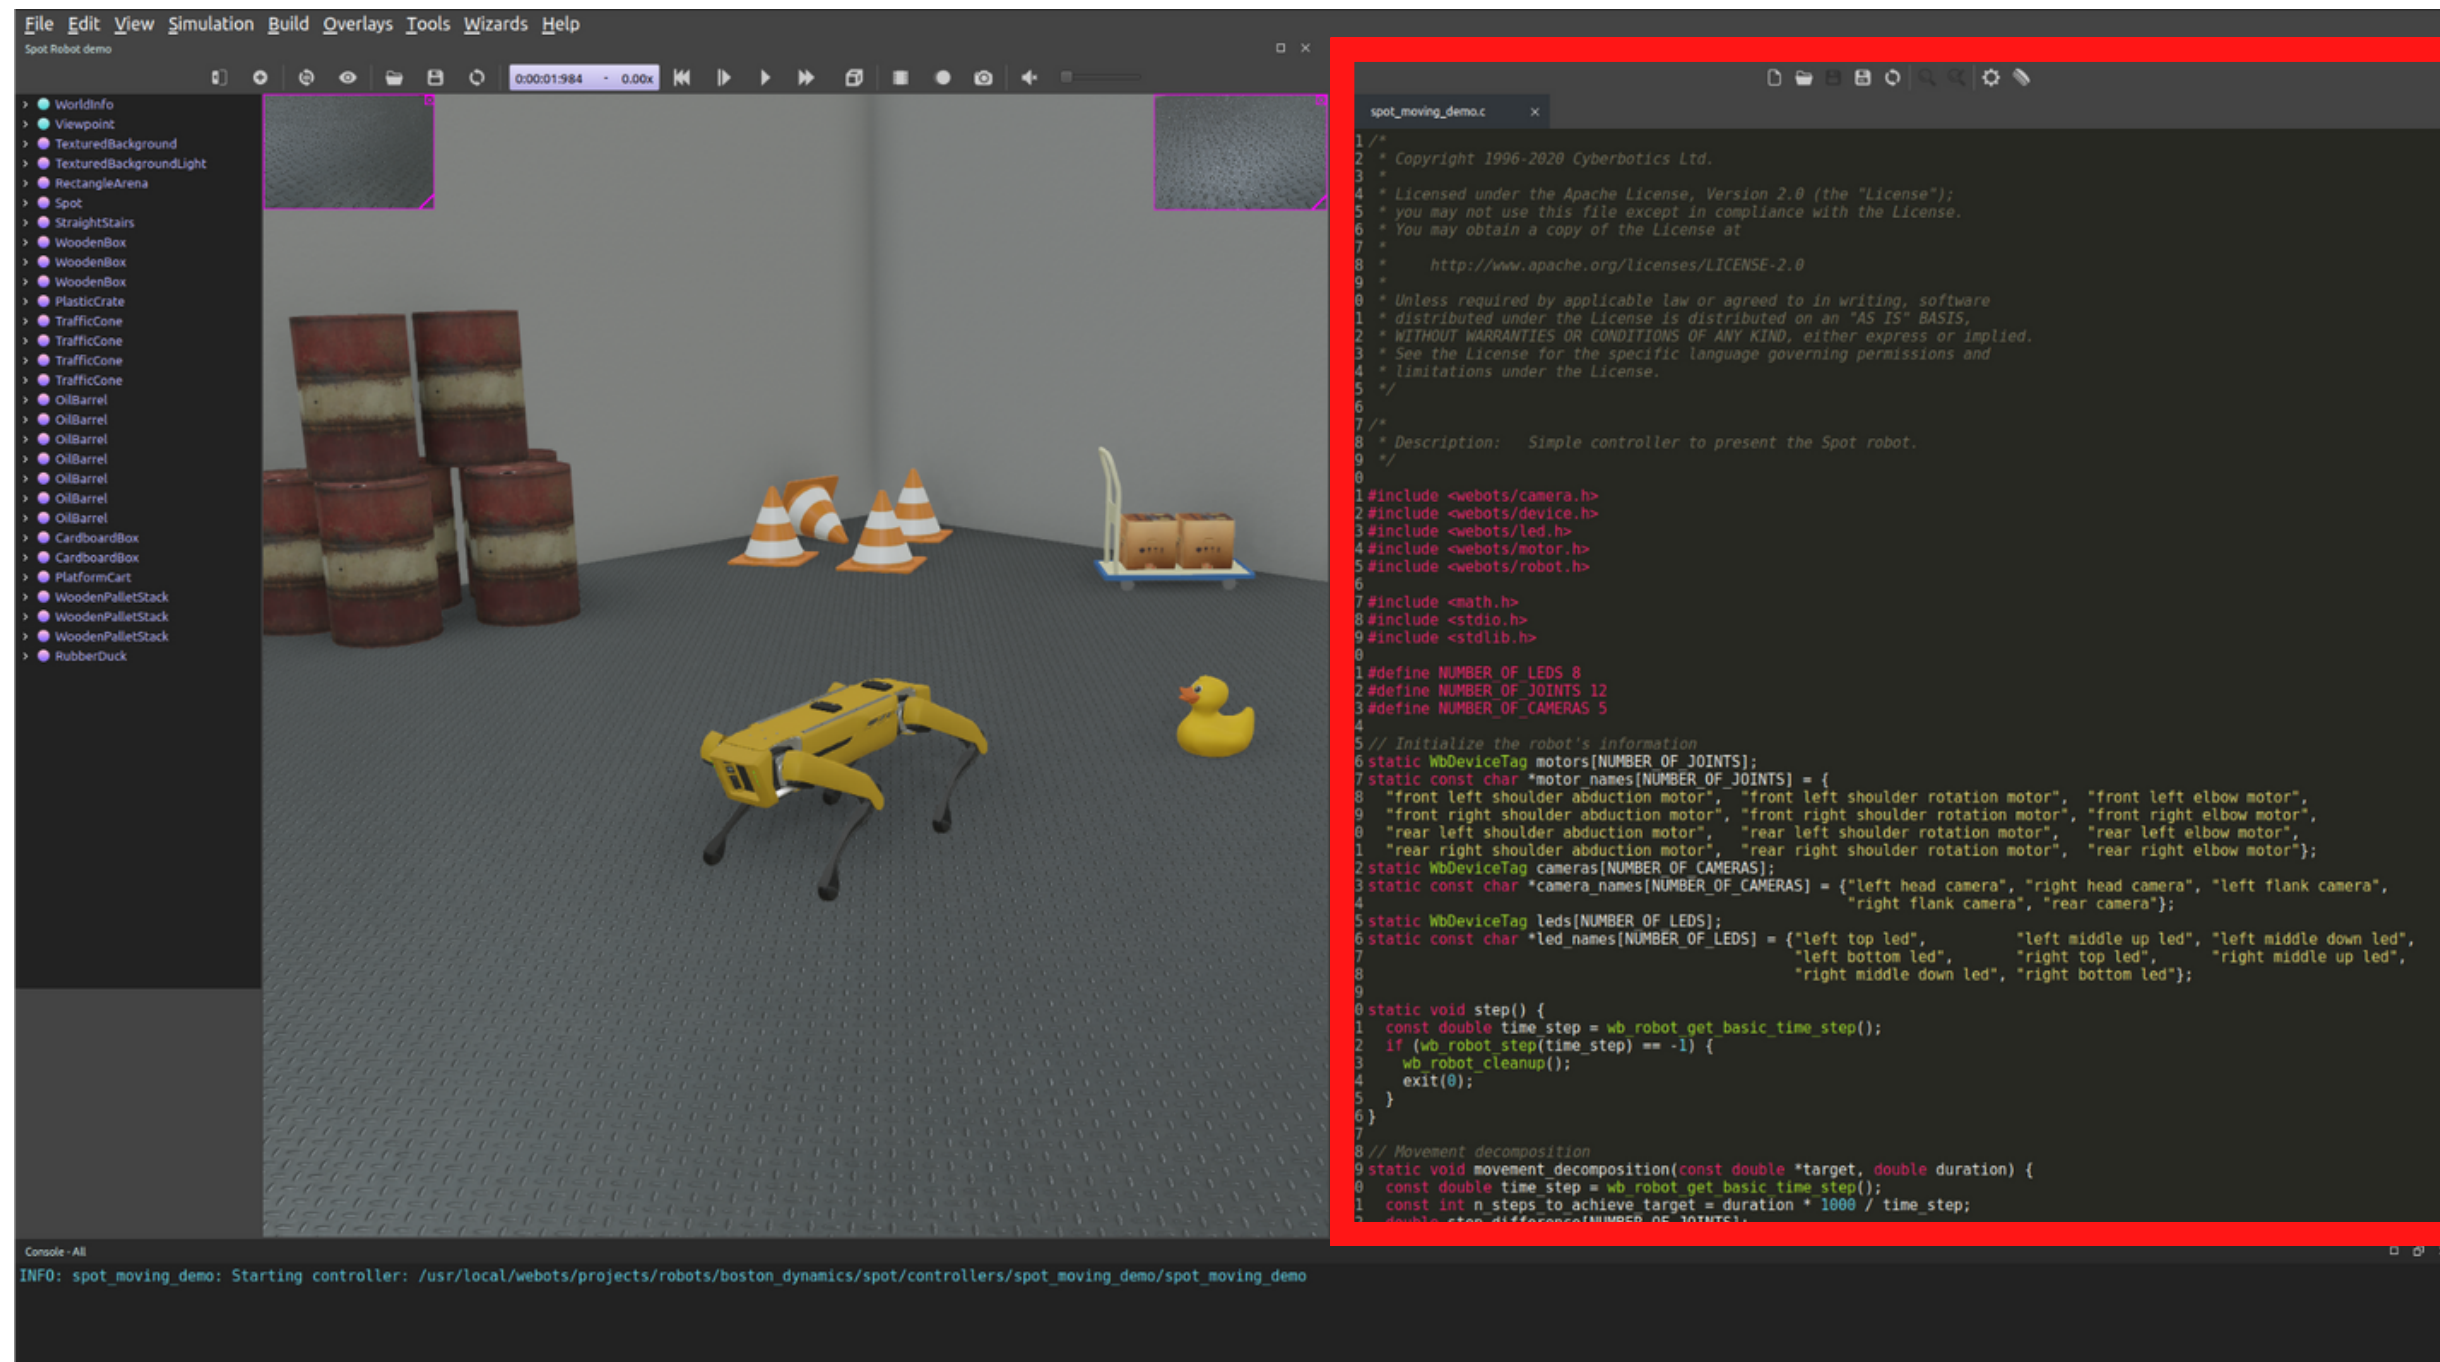 File Edit View Simulation Build Overlays Tools Wizards Help
Spot Robot demo
0:00:01:984 - 0.00x
WorldInfo
Viewpoint
TexturedBackground
TexturedBackgroundLight
RectangleArena
Spot
StraightStairs
WoodenBox
WoodenBox
WoodenBox
PlasticCrate
TrafficCone
TrafficCone
TrafficCone
TrafficCone
OilBarrel
OilBarrel
OilBarrel
OilBarrel
OilBarrel
OilBarrel
OilBarrel
CardboardBox
CardboardBox
PlatformCart
WoodenPalletStack
WoodenPalletStack
WoodenPalletStack
RubberDuck
spot_moving_demo.c
1 /*
2 * Copyright 1996-2020 Cyberbotics Ltd.
3 *
4 * Licensed under the Apache License, Version 2.0 (the "License");
5 * you may not use this file except in compliance with the License.
6 * You may obtain a copy of the License at
7 *
8 * http://www.apache.org/licenses/LICENSE-2.0
9 *
0 * Unless required by applicable law or agreed to in writing, software
1 * distributed under the License is distributed on an "AS IS" BASIS,
2 * WITHOUT WARRANTIES OR CONDITIONS OF ANY KIND, either express or implied.
3 * See the License for the specific language governing permissions and
4 * limitations under the License.
5 */
6
7 /*
8 * Description: Simple controller to present the Spot robot.
9 */
0
1 #include <webots/camera.h>
2 #include <webots/device.h>
3 #include <webots/led.h>
4 #include <webots/motor.h>
5 #include <webots/robot.h>
6
7 #include <math.h>
8 #include <stdio.h>
9 #include <stdlib.h>
0
1 #define NUMBER_OF_LEDS 8
2 #define NUMBER_OF_JOINTS 12
3 #define NUMBER_OF_CAMERAS 5
4
5 // Initialize the robot's information
6 static WbDeviceTag motors[NUMBER_OF_JOINTS];
7 static const char *motor_names[NUMBER_OF_JOINTS] = {
8 "front left shoulder abduction motor", "front left shoulder rotation motor", "front left elbow motor",
9 "front right shoulder abduction motor", "front right shoulder rotation motor", "front right elbow motor",
0 "rear left shoulder abduction motor", "rear left shoulder rotation motor", "rear left elbow motor",
1 "rear right shoulder abduction motor", "rear right shoulder rotation motor", "rear right elbow motor"};
2 static WbDeviceTag cameras[NUMBER_OF_CAMERAS];
3 static const char *camera_names[NUMBER_OF_CAMERAS] = {"left head camera", "right head camera", "left flank camera",
4 "right flank camera", "rear camera"};
5 static WbDeviceTag leds[NUMBER_OF_LEDS];
6 static const char *led_names[NUMBER_OF_LEDS] = {"left top led", "left middle up led", "left middle down led",
7 "left bottom led", "right top led", "right middle up led",
8 "right middle down led", "right bottom led"};
9
0 static void step() {
1 const double time_step = wb_robot_get_basic_time_step();
2 if (wb_robot_step(time_step) == -1) {
3 wb_robot_cleanup();
4 exit(0);
5 }
6 }
7
8 // Movement decomposition
9 static void movement_decomposition(const double *target, double duration) {
0 const double time_step = wb_robot_get_basic_time_step();
1 const int n_steps_to_achieve_target = duration * 1000 / time_step;
2 double step_difference[NUMBER_OF_JOINTS];
Console - All
INFO: spot_moving_demo: Starting controller: /usr/local/webots/projects/robots/boston_dynamics/spot/controllers/spot_moving_demo/spot_moving_demo